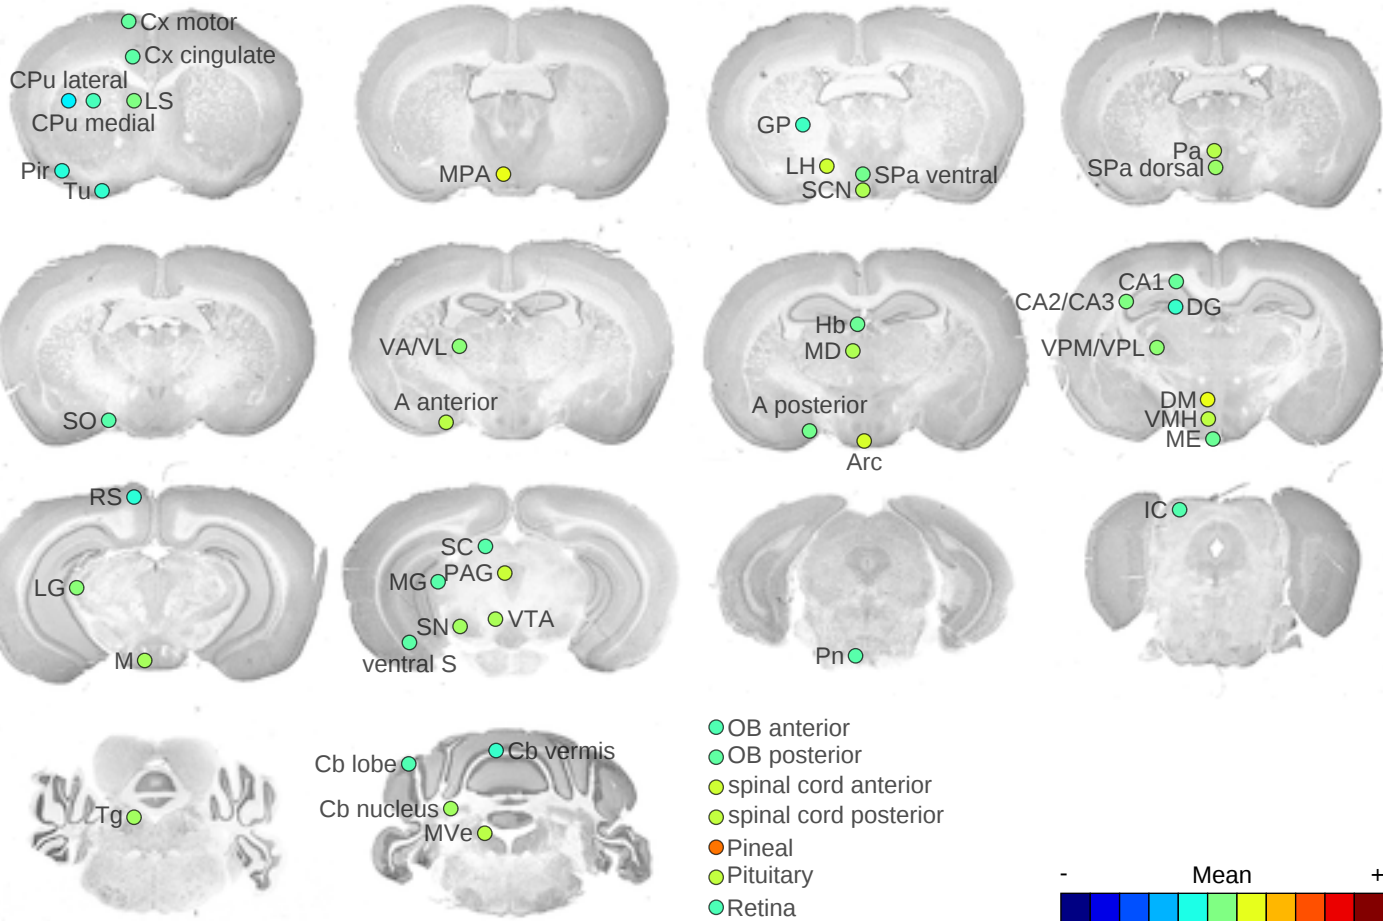 Cx motor
Cx cingulate
CPu lateral
LS
CPu medial
Pir
Tu
MPA
GP
LH
SPa ventral
SCN
Pa
SPa dorsal
SO
VA/VL
A anterior
Hb
MD
A posterior
Arc
CA1
CA2/CA3
DG
VPM/VPL
DM
VMH
ME
RS
LG
M
SC
MG
PAG
SN
VTA
ventral S
Pn
IC
Tg
Cb lobe
Cb vermis
Cb nucleus
MVe
OB anterior
OB posterior
spinal cord anterior
spinal cord posterior
Pineal
Pituitary
Retina
- Mean +